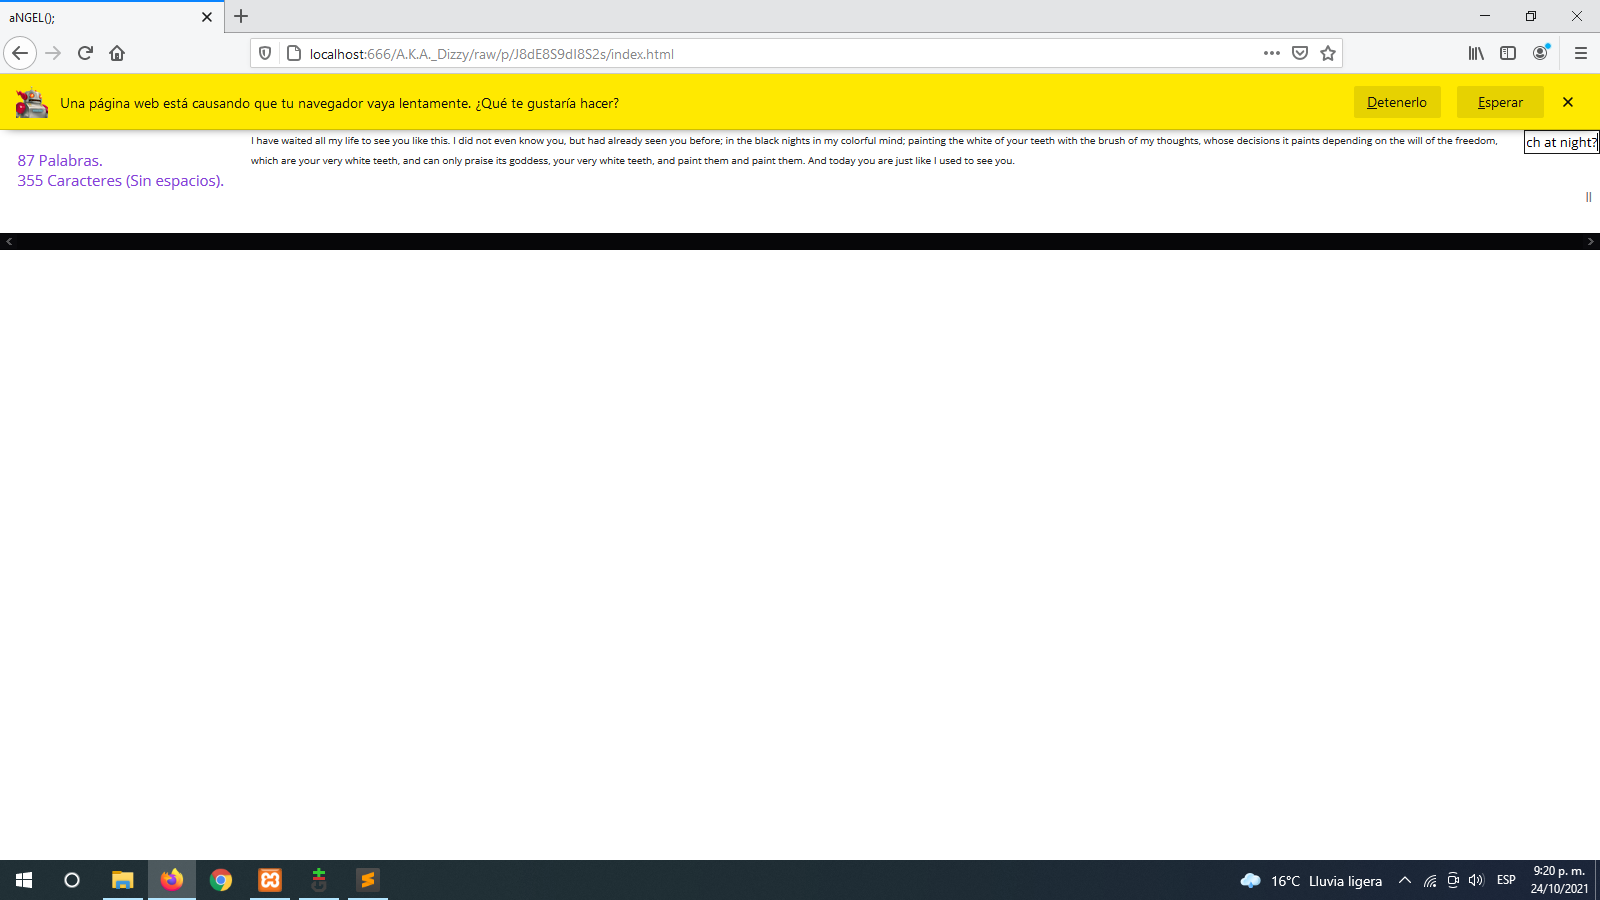 aNGEL();
localhost:666/A.K.A._Dizzy/raw/p/J8dE8S9dI8S2s/index.html
Una página web está causando que tu navegador vaya lentamente. ¿Qué te gustaría hacer?
Detenerlo
Esperar
87 Palabras.
355 Caracteres (Sin espacios).
I have waited all my life to see you like this. I did not even know you, but had already seen you before; in the black nights in my colorful mind; painting the white of your teeth with the brush of my thoughts, whose decisions it paints depending on the will of the freedom,
which are your very white teeth, and can only praise its goddess, your very white teeth, and paint them and paint them. And today you are just like I used to see you.
ch at night?
||
16°C Lluvia ligera
ESP
9:20 p. m.
24/10/2021